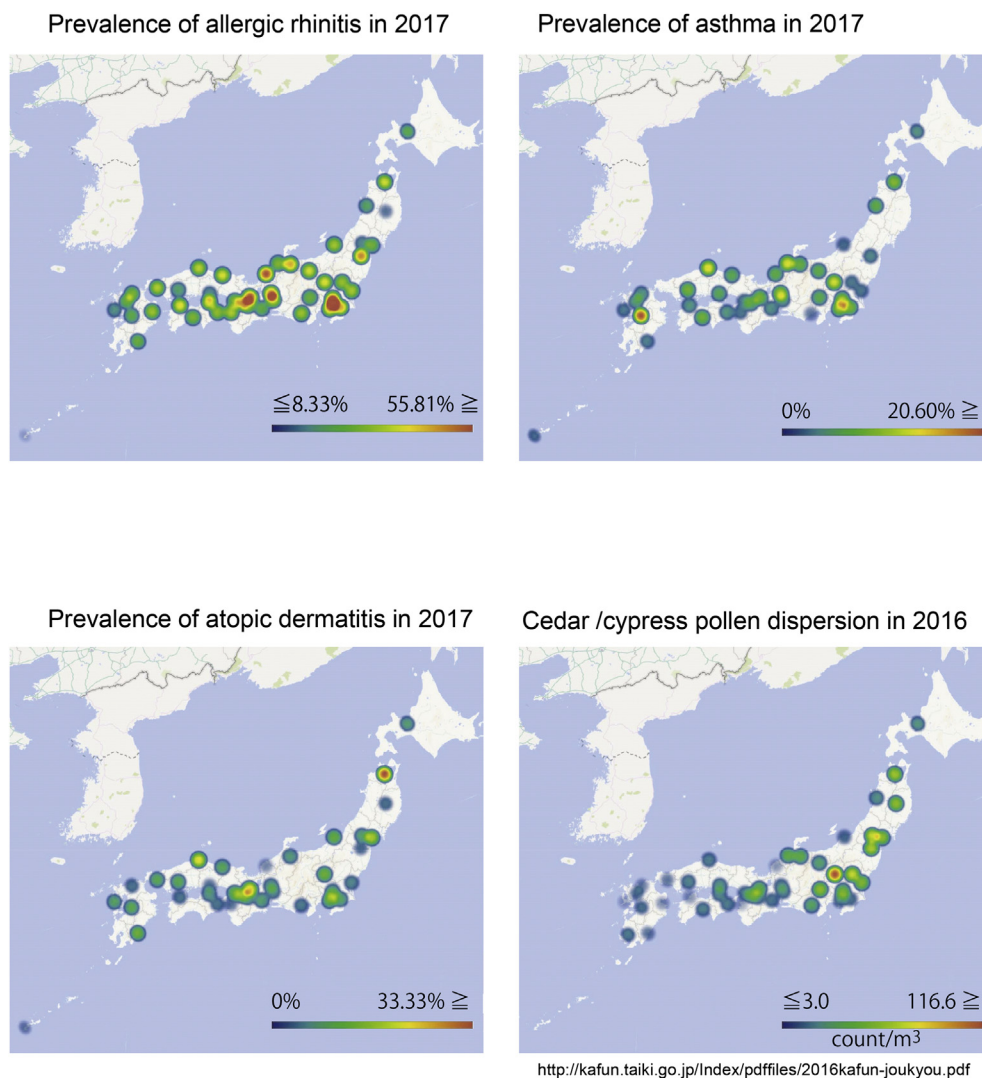 Prevalence of allergic rhinitis in 2017
Prevalence of asthma in 2017
≦8.33% 55.81% ≧
0% 20.60% ≧
Prevalence of atopic dermatitis in 2017
Cedar /cypress pollen dispersion in 2016
0% 33.33% ≧
≦3.0 116.6 ≧
count/m³
http://kafun.taiki.go.jp/Index/pdffiles/2016kafun-joukyou.pdf